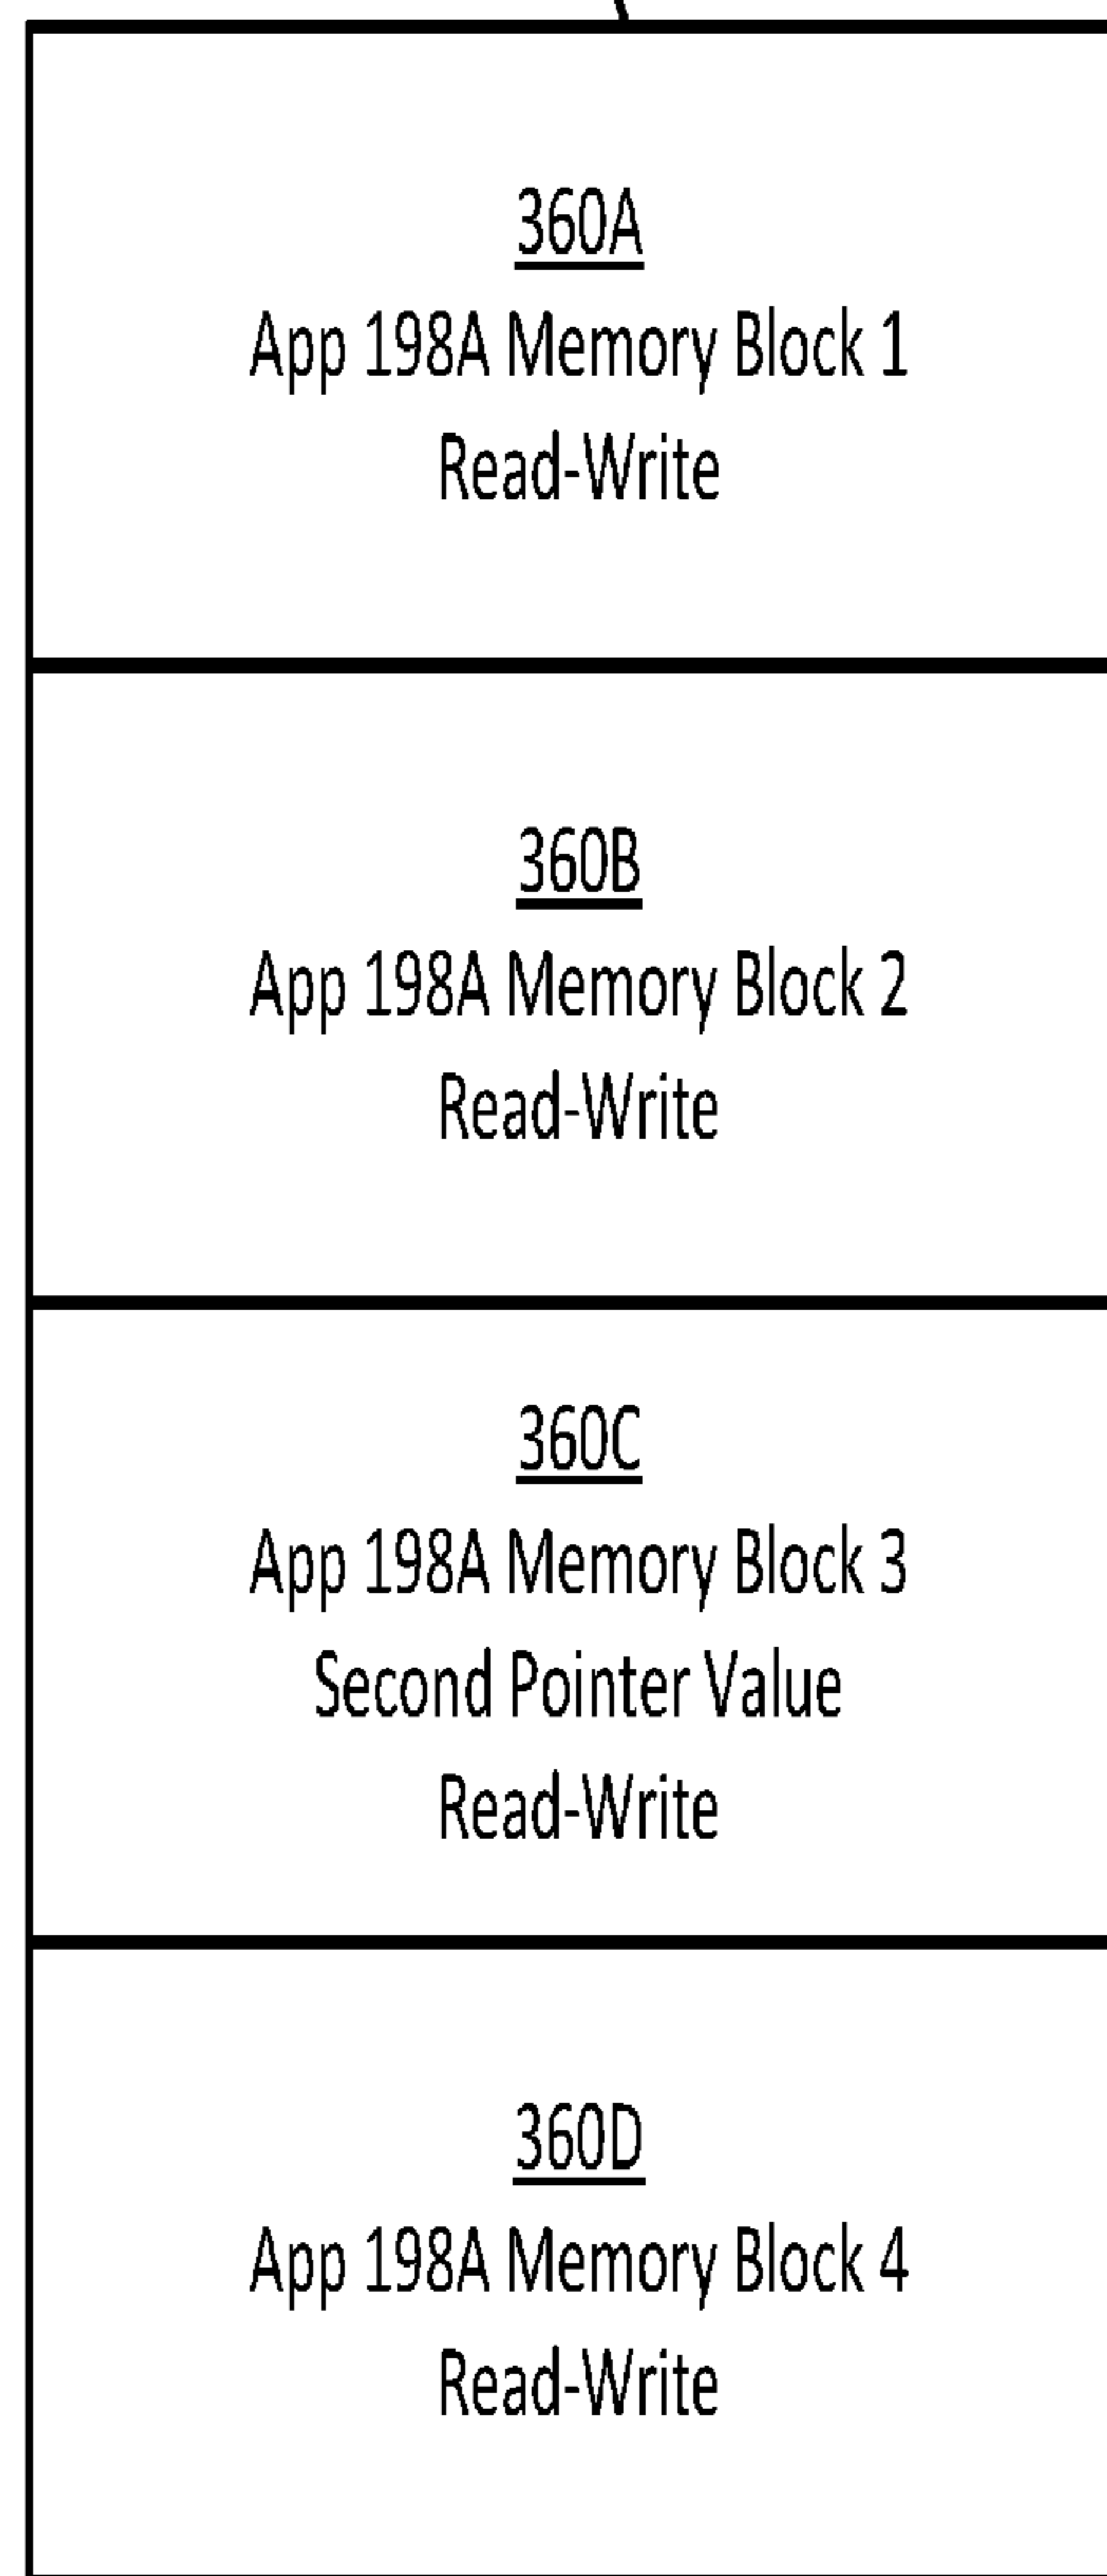 360A
App 198A Memory Block 1
Read-Write
360B
App 198A Memory Block 2
Read-Write
360C
App 198A Memory Block 3
Second Pointer Value
Read-Write
360D
App 198A Memory Block 4
Read-Write